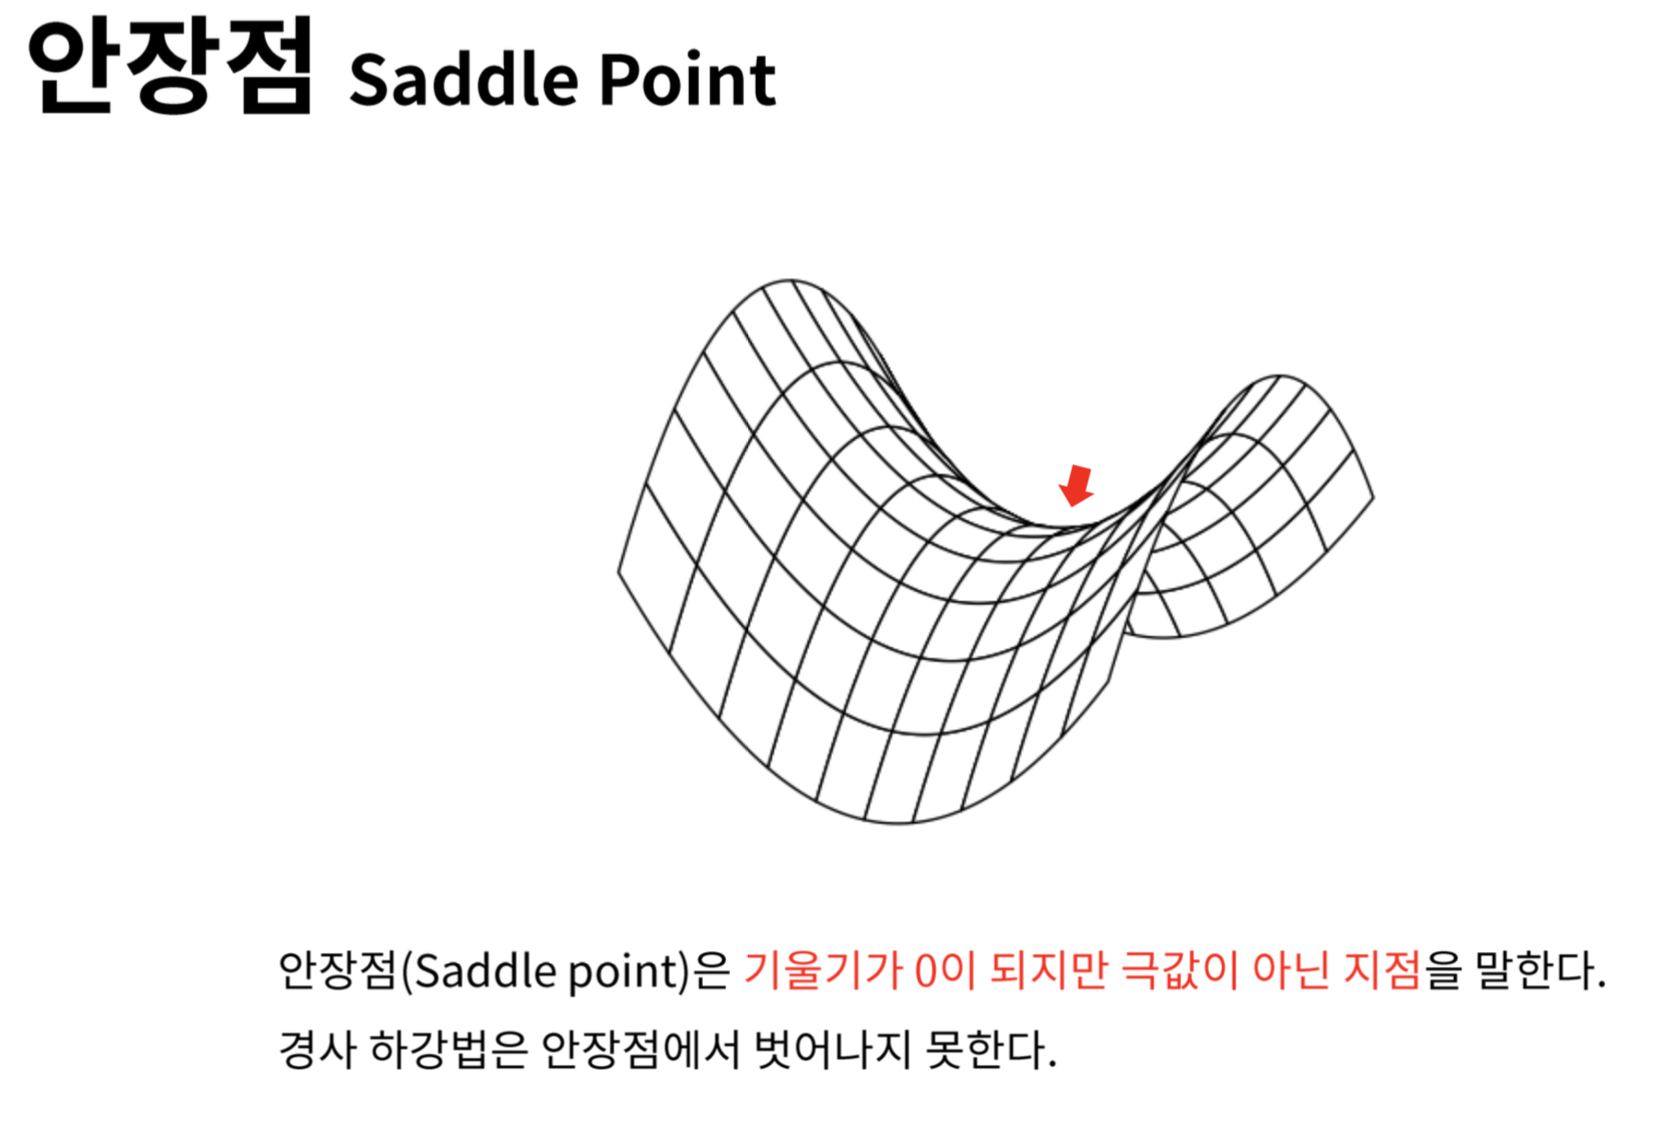 안장점 Saddle Point
안장점(Saddle point)은 기울기가 0이 되지만 극값이 아닌 지점을 말한다.
경사 하강법은 안장점에서 벗어나지 못한다.